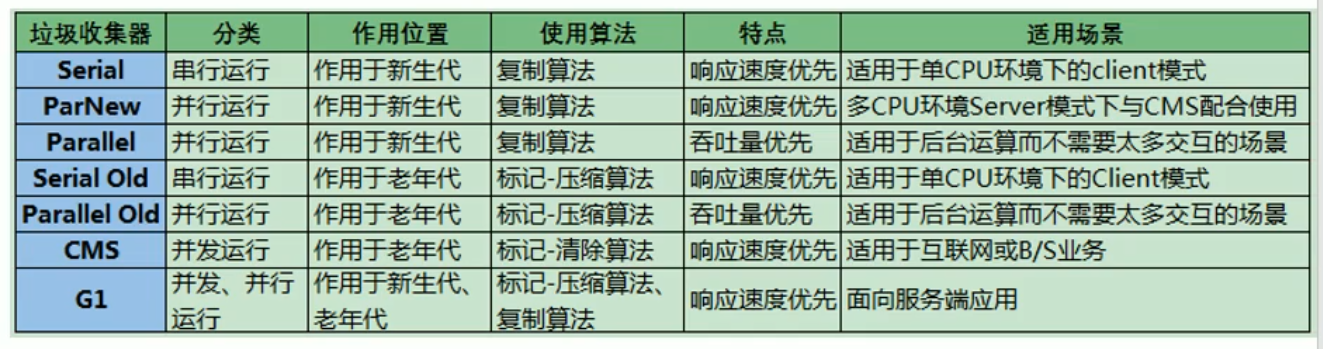 垃圾收集器 分类 作用位置 使用算法 特点 适用场景
Serial 串行运行 作用于新生代 复制算法 响应速度优先 适用于单CPU环境下的client模式
ParNew 并行运行 作用于新生代 复制算法 响应速度优先 多CPU环境Server模式下与CMS配合使用
Parallel 并行运行 作用于新生代 复制算法 吞吐量优先 适用于后台运算而不需要太多交互的场景
Serial Old 串行运行 作用于老年代 标记-压缩算法 响应速度优先 适用于单CPU环境下的Client模式
Parallel Old 并行运行 作用于老年代 标记-压缩算法 吞吐量优先 适用于后台运算而不需要太多交互的场景
CMS 并发运行 作用于老年代 标记-清除算法 响应速度优先 适用于互联网或B/S业务
G1 并发、并行 作用于新生代、 标记-压缩算法、 响应速度优先 面向服务端应用
运行 老年代 复制算法